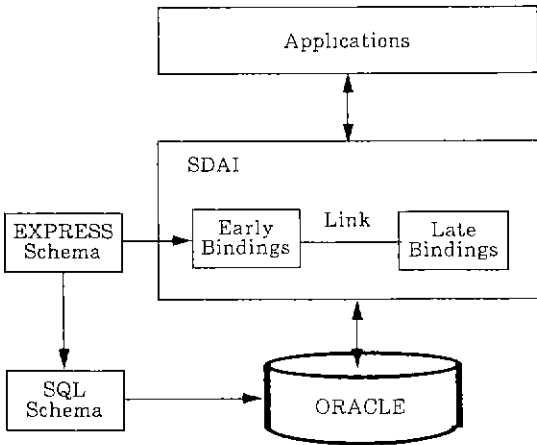 Applications
SDAI
EXPRESS
Schema
Early
Bindings
Link
Late
Bindings
SQL
Schema
ORACLE